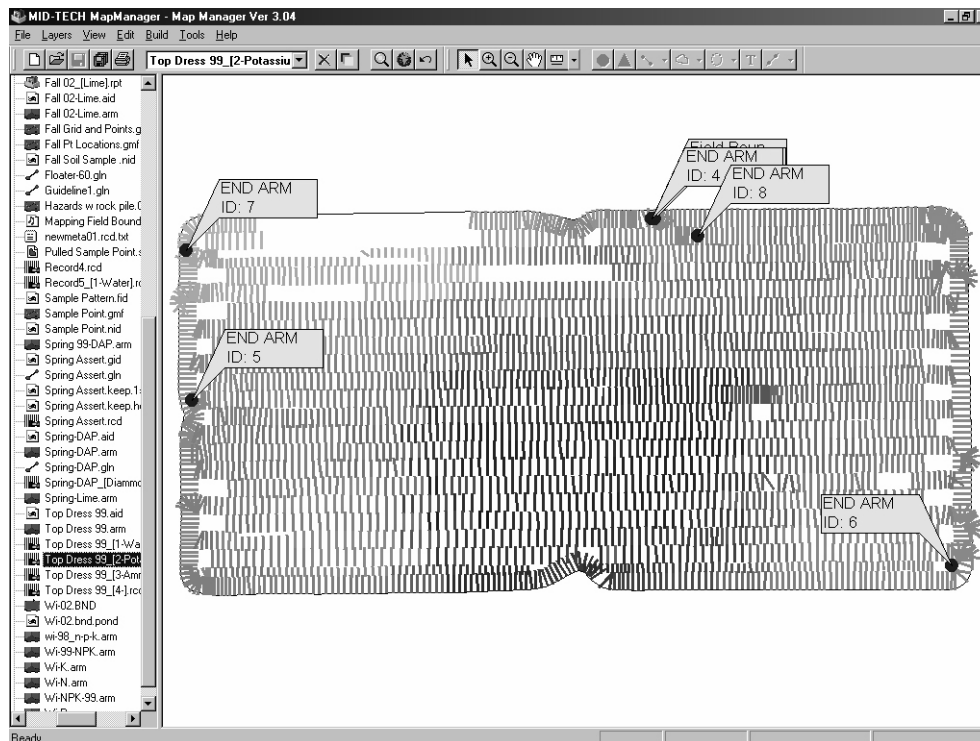 MID-TECH MapManager - Map Manager Ver 3.04
File Layers View Edit Build Tools Help
Top Dress 99_[2-Potassiu
Fall 02_[Lime].rpt
Fall 02-Lime.aid
Fall 02-Lime.arm
Fall Grid and Points.g
Fall Pt Locations.gmf
Fall Soil Sample .nid
Floater-60.gln
Guideline1.gln
Hazards w rock pile.
Mapping Field Bound
newmeta01.rcd.txt
Pulled Sample Point.s
Record4.rcd
Record5_[1-Water].rc
Sample Pattern.fid
Sample Point.gmf
Sample Point.nid
Spring 99-DAP.arm
Spring Assert.gid
Spring Assert.gln
Spring Assert.keep.1
Spring Assert.keep.h
Spring Assert.rcd
Spring-DAP.aid
Spring-DAP.arm
Spring-DAP.gln
Spring-DAP_[Diammo
Spring-Lime.arm
Top Dress 99.aid
Top Dress 99.arm
Top Dress 99_[1-Wa
Top Dress 99_[2-Pot
Top Dress 99_[3-Am
Top Dress 99_[4-].rc
Wi-02.BND
Wi-02.bnd.pond
wi-98_n-p-k.arm
Wi-99-NPK.arm
Wi-K.arm
Wi-N.arm
Wi-NPK-99.arm
Field Boun
END ARM
ID: 4
END ARM
ID: 8
END ARM
ID: 7
END ARM
ID: 5
END ARM
ID: 6
Ready